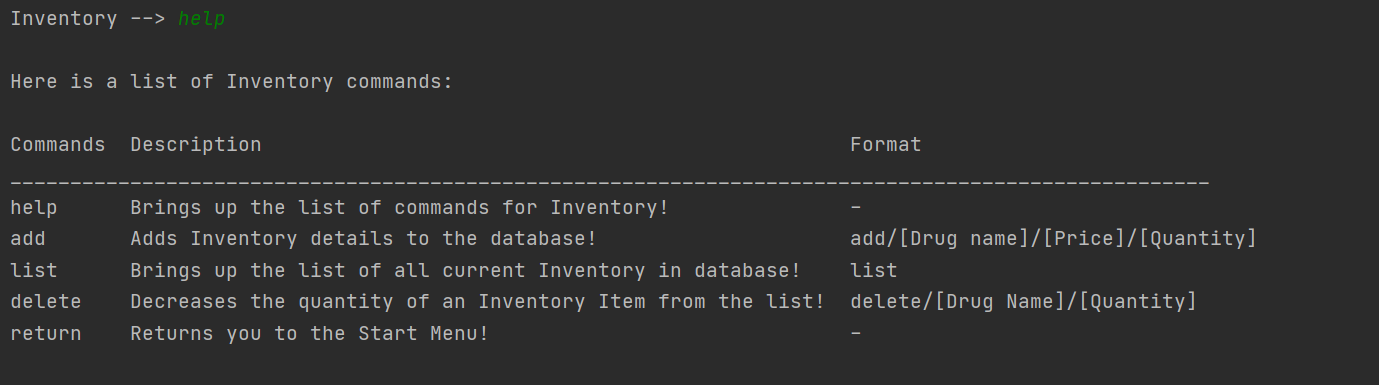 Inventory --> help
Here is a list of Inventory commands:
Commands  Description                                                 Format
____________________________________________________________________________________________________
help      Brings up the list of commands for Inventory!               -
add       Adds Inventory details to the database!                     add/[Drug name]/[Price]/[Quantity]
list      Brings up the list of all current Inventory in database!    list
delete    Decreases the quantity of an Inventory Item from the list!  delete/[Drug Name]/[Quantity]
return    Returns you to the Start Menu!                              -